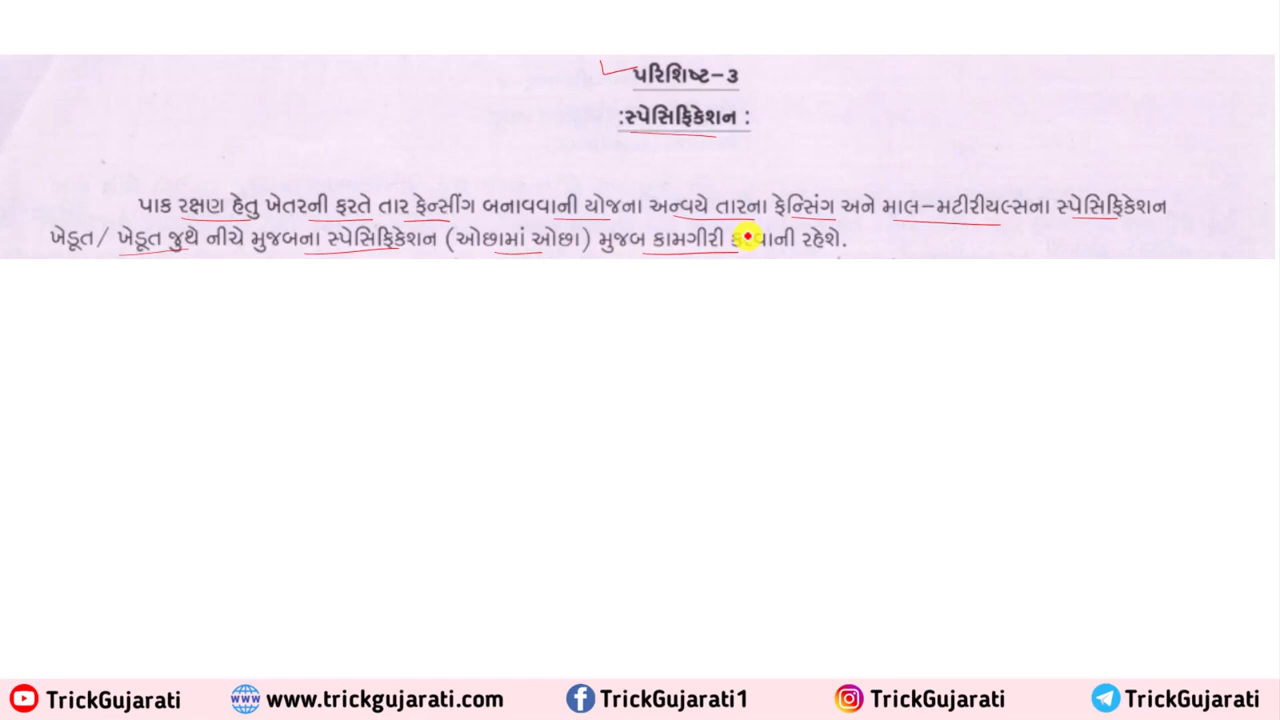 પરિશિષ્ટ-૩
:સ્પેસિફિકેશન :
પાક રક્ષણ હેતુ ખેતરની ફરતે તાર ફેન્સીંગ બનાવવાની યોજના અન્વયે તારના ફેન્સિંગ અને માલ-મટીરીયલ્સના સ્પેસિફિકેશન
ખેડૂત/ ખેડૂત જુથે નીચે મુજબના સ્પેસિફિકેશન (ઓછામાં ઓછા) મુજબ કામગીરી કરવાની રહેશે.
TrickGujarati www www.trickgujarati.com TrickGujarati1 TrickGujarati TrickGujarati